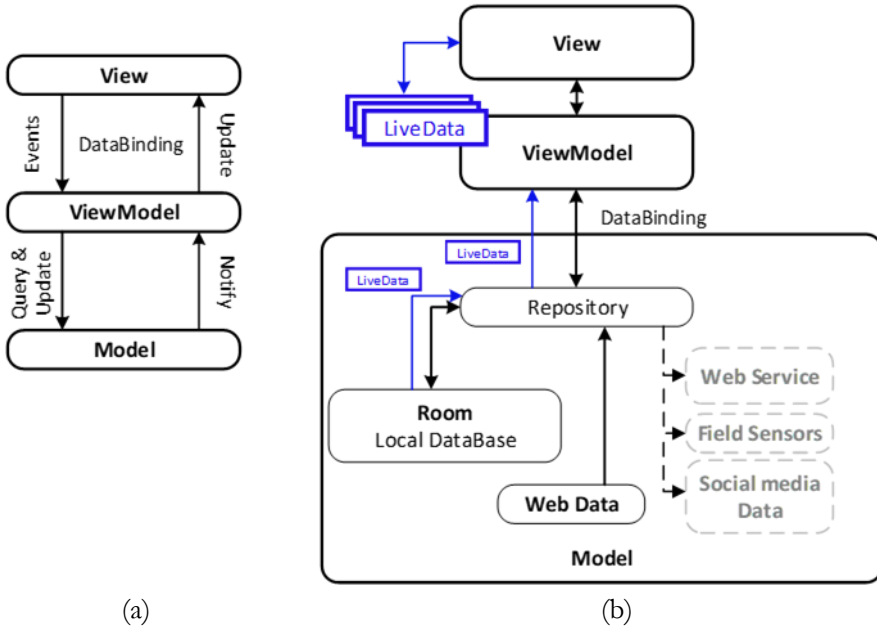 View
Events
DataBinding
Update
ViewModel
Query &
Update
Notify
Model
(a)
View
LiveData
ViewModel
DataBinding
LiveData
LiveData
Repository
Room
Local DataBase
Web Service
Field Sensors
Social media
Data
Web Data
Model
(b)